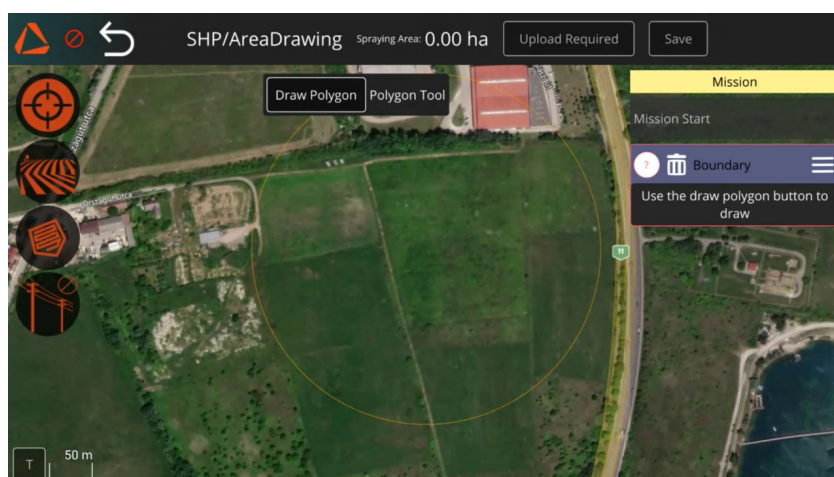 SHP/AreaDrawing Spraying Area: 0.00 ha Upload Required Save
Draw Polygon Polygon Tool
Mission
Mission Start
? Boundary
Use the draw polygon button to
draw
Országúthutca
11
T 50 m